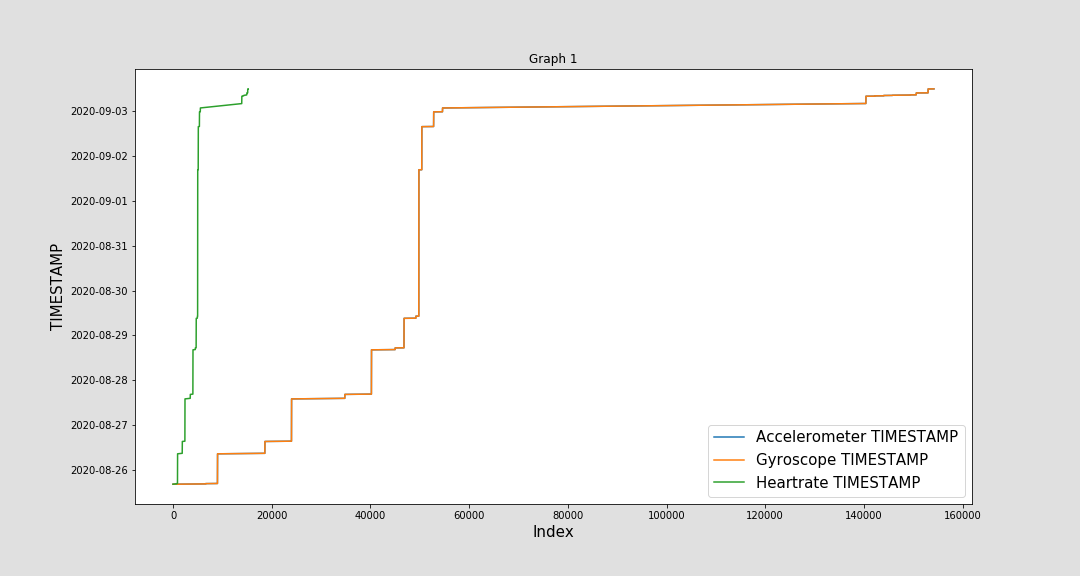 Graph 1
TIMESTAMP
2020-09-03
2020-09-02
2020-09-01
2020-08-31
2020-08-30
2020-08-29
2020-08-28
2020-08-27
2020-08-26
Accelerometer TIMESTAMP
Gyroscope TIMESTAMP
Heartrate TIMESTAMP
0 20000 40000 60000 80000 100000 120000 140000 160000
Index